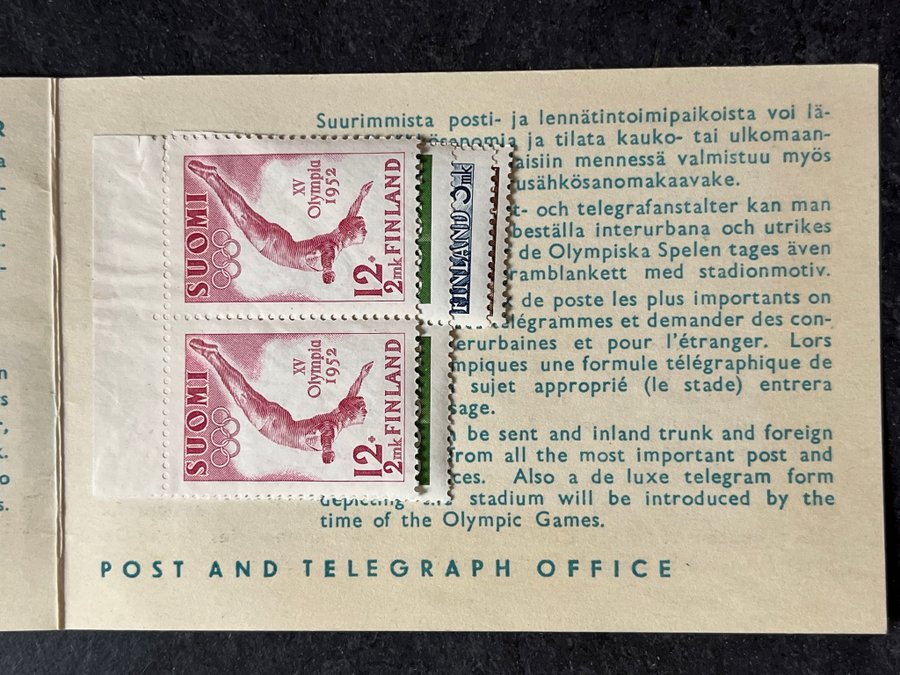 Suurimmista posti- ja lennätintoimipaikoista voi lä-
ja tilata kauko- tai ulkomaan-
mennessä valmistuu myös
usähkösanomakaavake.
t- och telegrafanstalter kan man
beställa interurbana och utrikes
de Olympiska Spelen tages även
ramblankett med stadionmotiv.
de poste les plus importants on
élégrammes et demander des con-
erurbaines et pour l'étranger. Lors
mpiques une formule télégraphique de
sujet approprié (le stade) entrera
sage.
be sent and inland trunk and foreign
rom all the most important post and
ces. Also a de luxe telegram form
depicting stadium will be introduced by the
time of the Olympic Games.
POST AND TELEGRAPH OFFICE
SUOMI
XV
Olympia
1952
12+
2mk FINLAND
SUOMI
XV
Olympia
1952
12+
2mk FINLAND
FINLAND mk
R
a
-
t
-
n
s
,
k.
o
s.